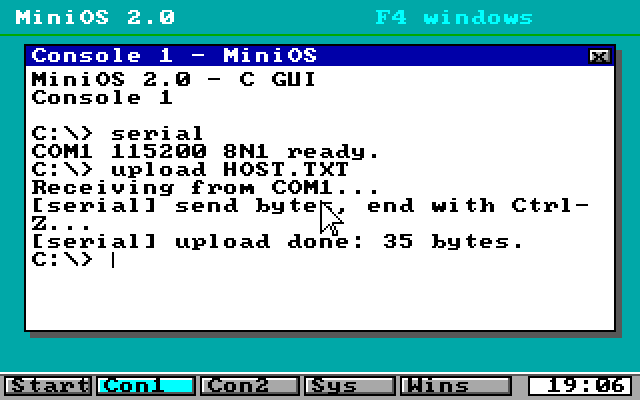 MiniOS 2.0 F4 windows
Console 1 - MiniOS
MiniOS 2.0 - C GUI
Console 1
C:\> serial
COM1 115200 8N1 ready.
C:\> upload HOST.TXT
Receiving from COM1...
[serial] send bytes, end with Ctrl-
Z...
[serial] upload done: 35 bytes.
C:\>
Start Con1 Con2 Sys Wins 19:06